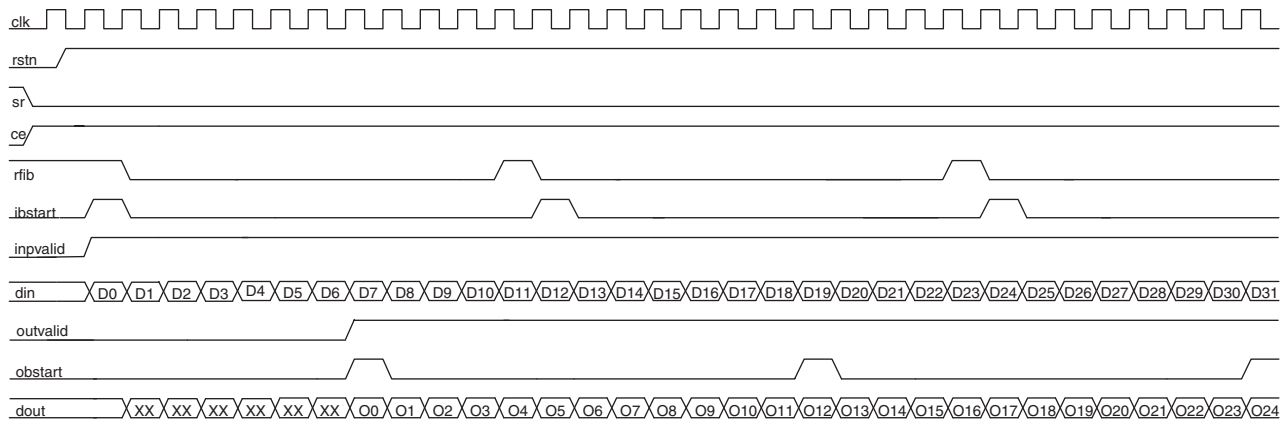 clk
rstn
sr
ce
rfib
ibstart
inpvalid
din D0 D1 D2 D3 D4 D5 D6 D7 D8 D9 D10 D11 D12 D13 D14 D15 D16 D17 D18 D19 D20 D21 D22 D23 D24 D25 D26 D27 D28 D29 D30 D31
outvalid
obstart
dout XX XX XX XX XX XX O0 O1 O2 O3 O4 O5 O6 O7 O8 O9 O10 O11 O12 O13 O14 O15 O16 O17 O18 O19 O20 O21 O22 O23 O24